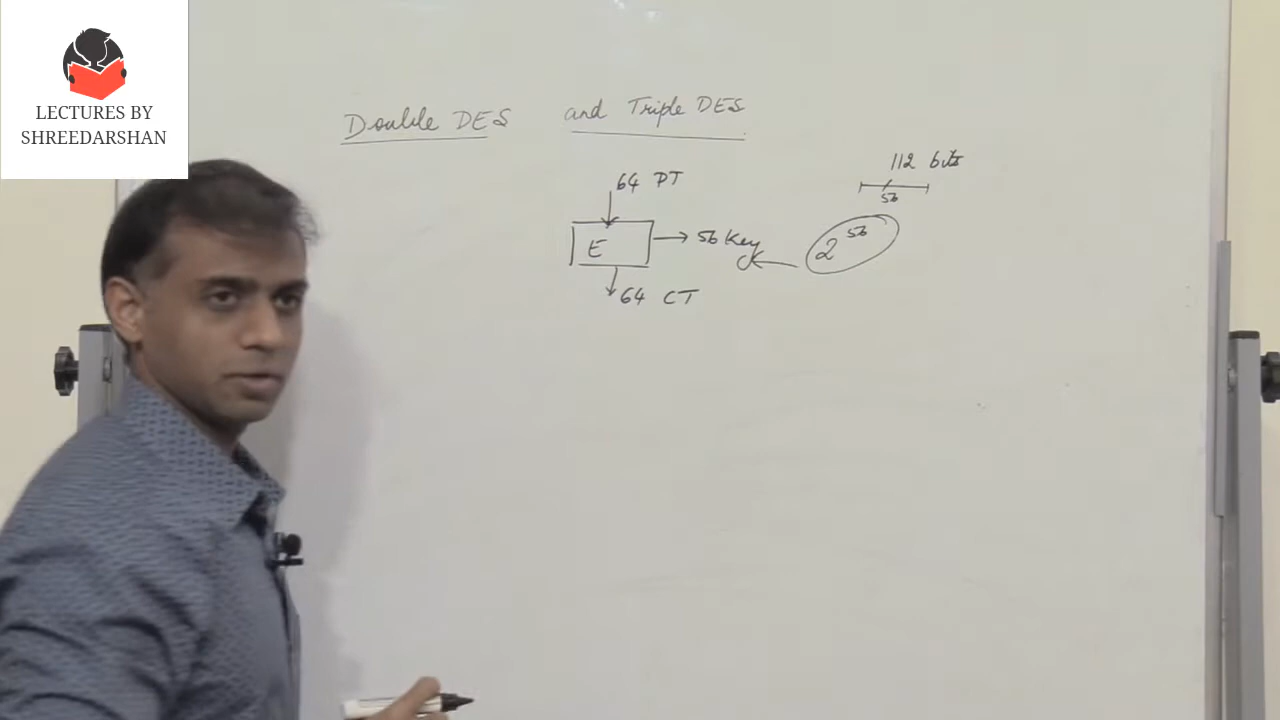 LECTURES BY
SHREEDARSHAN
Double DES and Triple DES
112 bits
56
64 PT
E
56 Key
2^56
64 CT